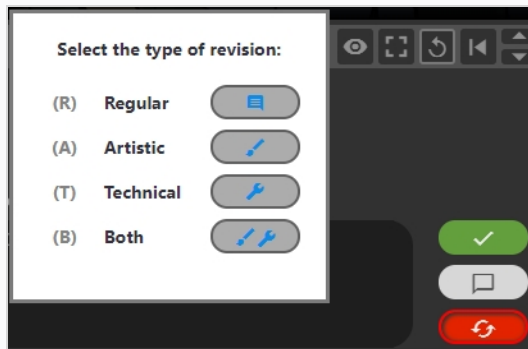 Select the type of revision:
(R) Regular
(A) Artistic
(T) Technical
(B) Both